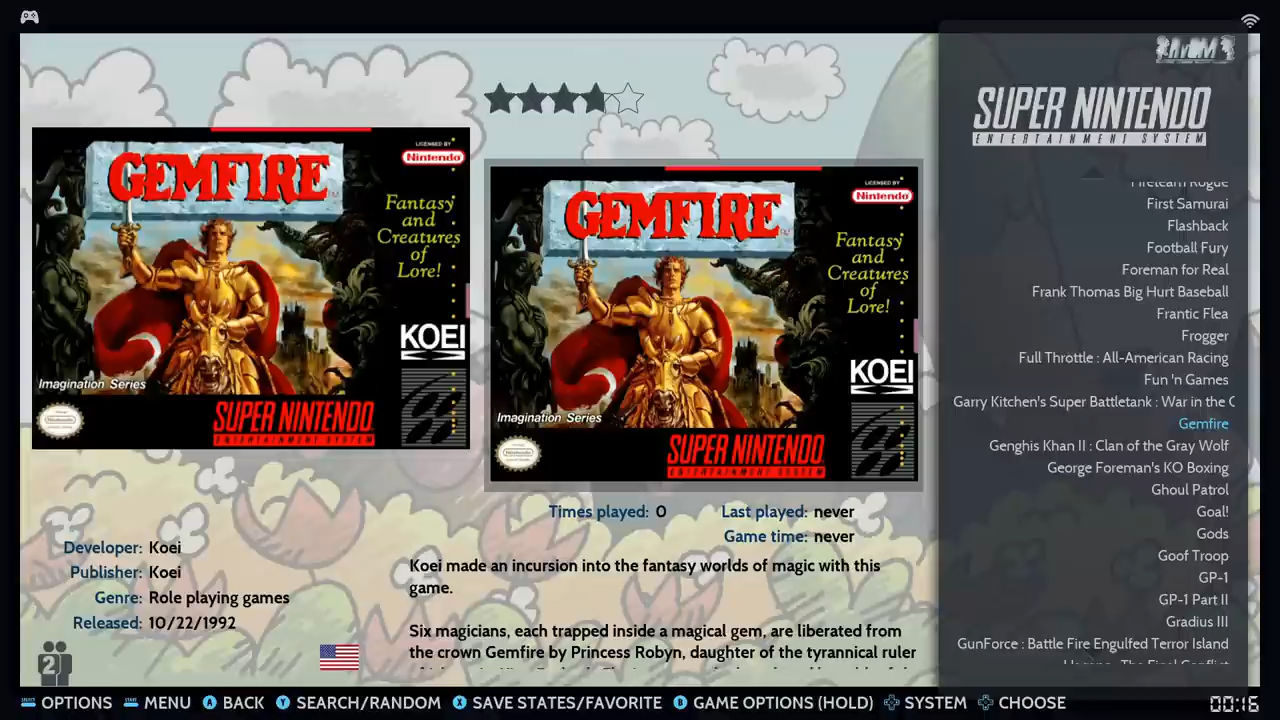 GEMFIRE
LICENSED BY
Nintendo
Fantasy
and
Creatures
of
Lore!
KOEI
Imagination Series
SUPER NINTENDO
ENTERTAINMENT SYSTEM
GEMFIRE
LICENSED BY
Nintendo
Fantasy
and
Creatures
of
Lore!
KOEI
Imagination Series
SUPER NINTENDO
ENTERTAINMENT SYSTEM
Times played: 0 Last played: never
Game time: never
Developer: Koei
Publisher: Koei
Genre: Role playing games
Released: 10/22/1992
2
Koei made an incursion into the fantasy worlds of magic with this
game.
Six magicians, each trapped inside a magical gem, are liberated from
the crown Gemfire by Princess Robyn, daughter of the tyrannical ruler
SUPER NINTENDO
ENTERTAINMENT SYSTEM
Fireteam Rogue
First Samurai
Flashback
Football Fury
Foreman for Real
Frank Thomas Big Hurt Baseball
Frantic Flea
Frogger
Full Throttle : All-American Racing
Fun 'n Games
Garry Kitchen's Super Battletank : War in the
Gemfire
Genghis Khan II : Clan of the Gray Wolf
George Foreman's KO Boxing
Ghoul Patrol
Goal!
Gods
Goof Troop
GP-1
GP-1 Part II
Gradius III
GunForce : Battle Fire Engulfed Terror Island
SELECT OPTIONS START MENU A BACK Y SEARCH/RANDOM X SAVE STATES/FAVORITE B GAME OPTIONS (HOLD) SYSTEM CHOOSE 00:16